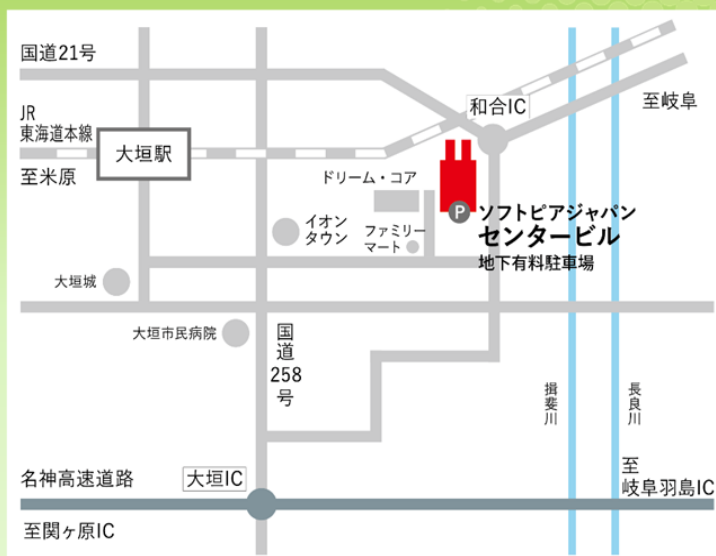 国道21号
和合IC
至岐阜
JR
東海道本線
大垣駅
至米原
ドリーム・コア
P
ソフトピアジャパン
センタービル
地下有料駐車場
イオン
タウン
ファミリー
マート
大垣城
大垣市民病院
国道258号
揖斐川
長良川
名神高速道路
大垣IC
至
岐阜羽島IC
至関ヶ原IC